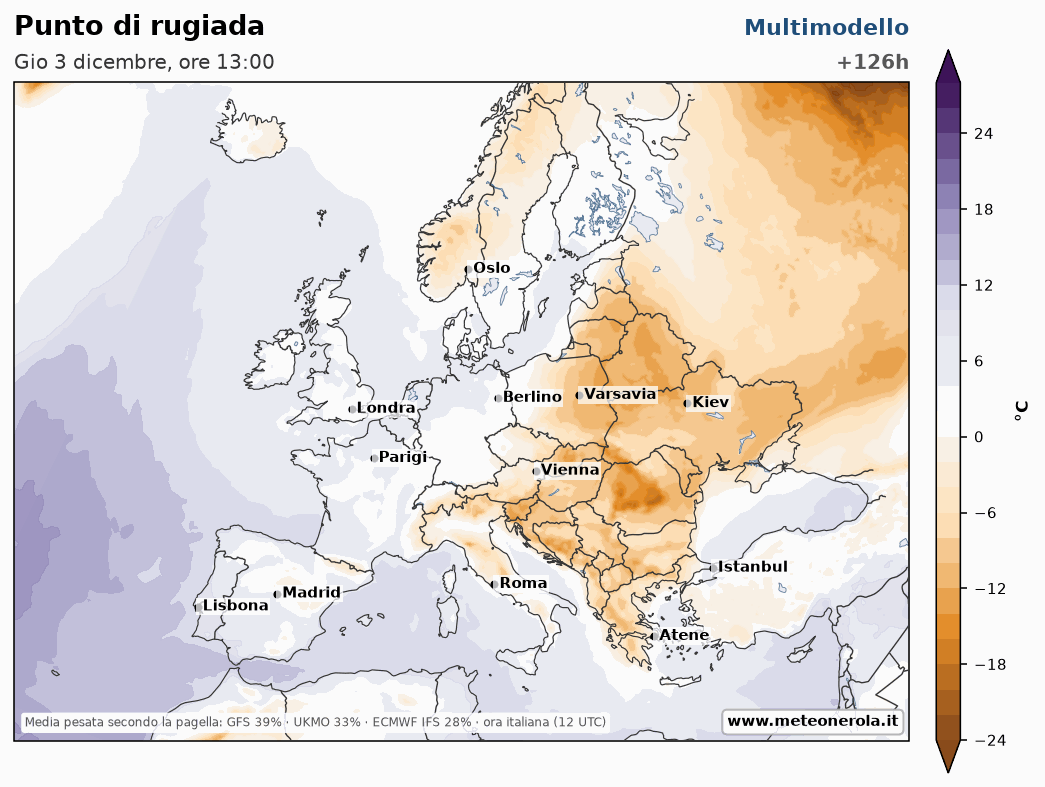 Punto di rugiada
Multimodello
Gio 3 dicembre, ore 13:00
+126h
Oslo
Berlino
Varsavia
Kiev
Londra
Parigi
Vienna
Istanbul
Roma
Madrid
Lisbona
Atene
Media pesata secondo la pagella: GFS 39% · UKMO 33% · ECMWF IFS 28% · ora italiana (12 UTC)
www.meteonerola.it
24
18
12
6
0
−6
−12
−18
−24
°C